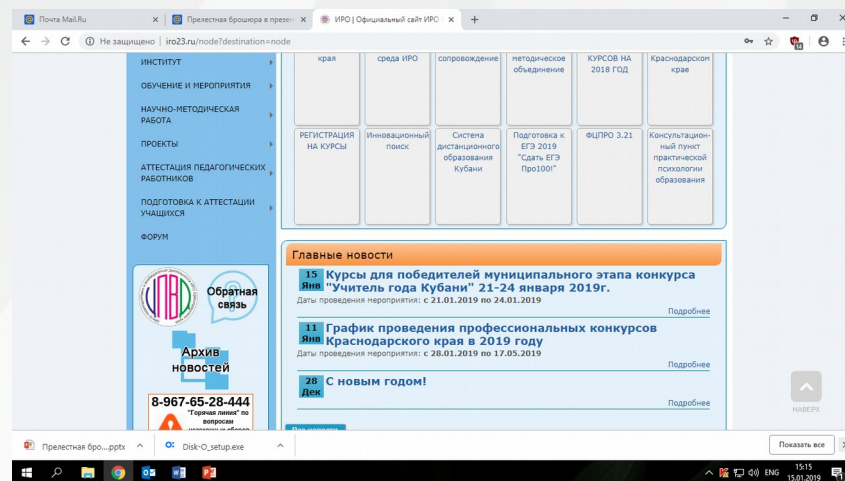 Почта Mail.Ru
Прелестная брошюра в презен
ИРО | Официальный сайт ИРО
Не защищено | iro23.ru/node?destination=node
ИНСТИТУТ
ОБУЧЕНИЕ И МЕРОПРИЯТИЯ
НАУЧНО-МЕТОДИЧЕСКАЯ
РАБОТА
ПРОЕКТЫ
АТТЕСТАЦИЯ ПЕДАГОГИЧЕСКИХ
РАБОТНИКОВ
ПОДГОТОВКА К АТТЕСТАЦИИ
УЧАЩИХСЯ
ФОРУМ
Обратная
связь
Архив
новостей
8-967-65-28-444
"Горячая линия" по
вопросам
края
среда ИРО
сопровождение
методическое
объединение
КУРСОВ НА
2018 ГОД
Краснодарском
крае
РЕГИСТРАЦИЯ
НА КУРСЫ
Инновационный
поиск
Система
дистанционного
образования
Кубани
Подготовка к
ЕГЭ 2019
"Сдать ЕГЭ
Про100!"
ФЦПРО 3.21
Консультацион-
ный пункт
практической
психологии
образования
Главные новости
15
Янв
Курсы для победителей муниципального этапа конкурса
"Учитель года Кубани" 21-24 января 2019г.
Даты проведения мероприятия: с 21.01.2019 по 24.01.2019
Подробнее
11
Янв
График проведения профессиональных конкурсов
Краснодарского края в 2019 году
Даты проведения мероприятия: с 28.01.2019 по 17.05.2019
Подробнее
28
Дек
С новым годом!
Подробнее
НАВЕРХ
Прелестная бро....pptx
Disk-O_setup.exe
Показать все
ENG
15:15
15.01.2019